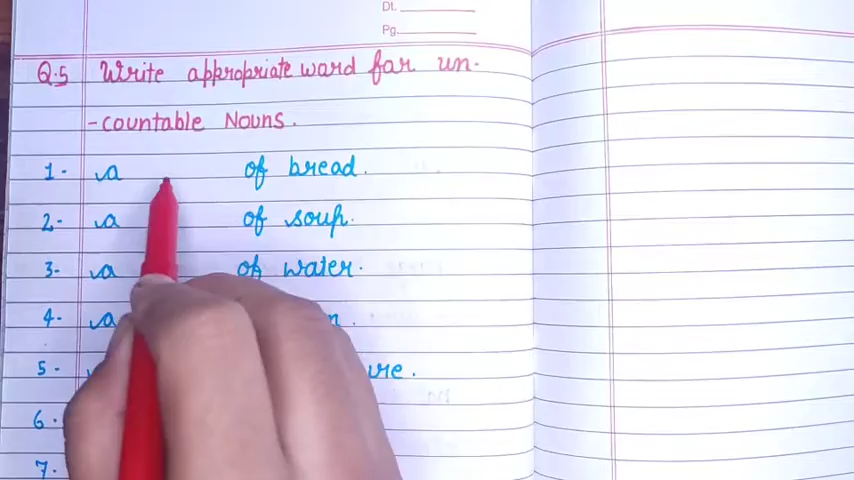 Dt.
Pg.
Q.5 Write appropriate word for un-
-countable Nouns.
1- a of bread.
2- a of soup.
3- a of water.
4- a
5-
6-
7-